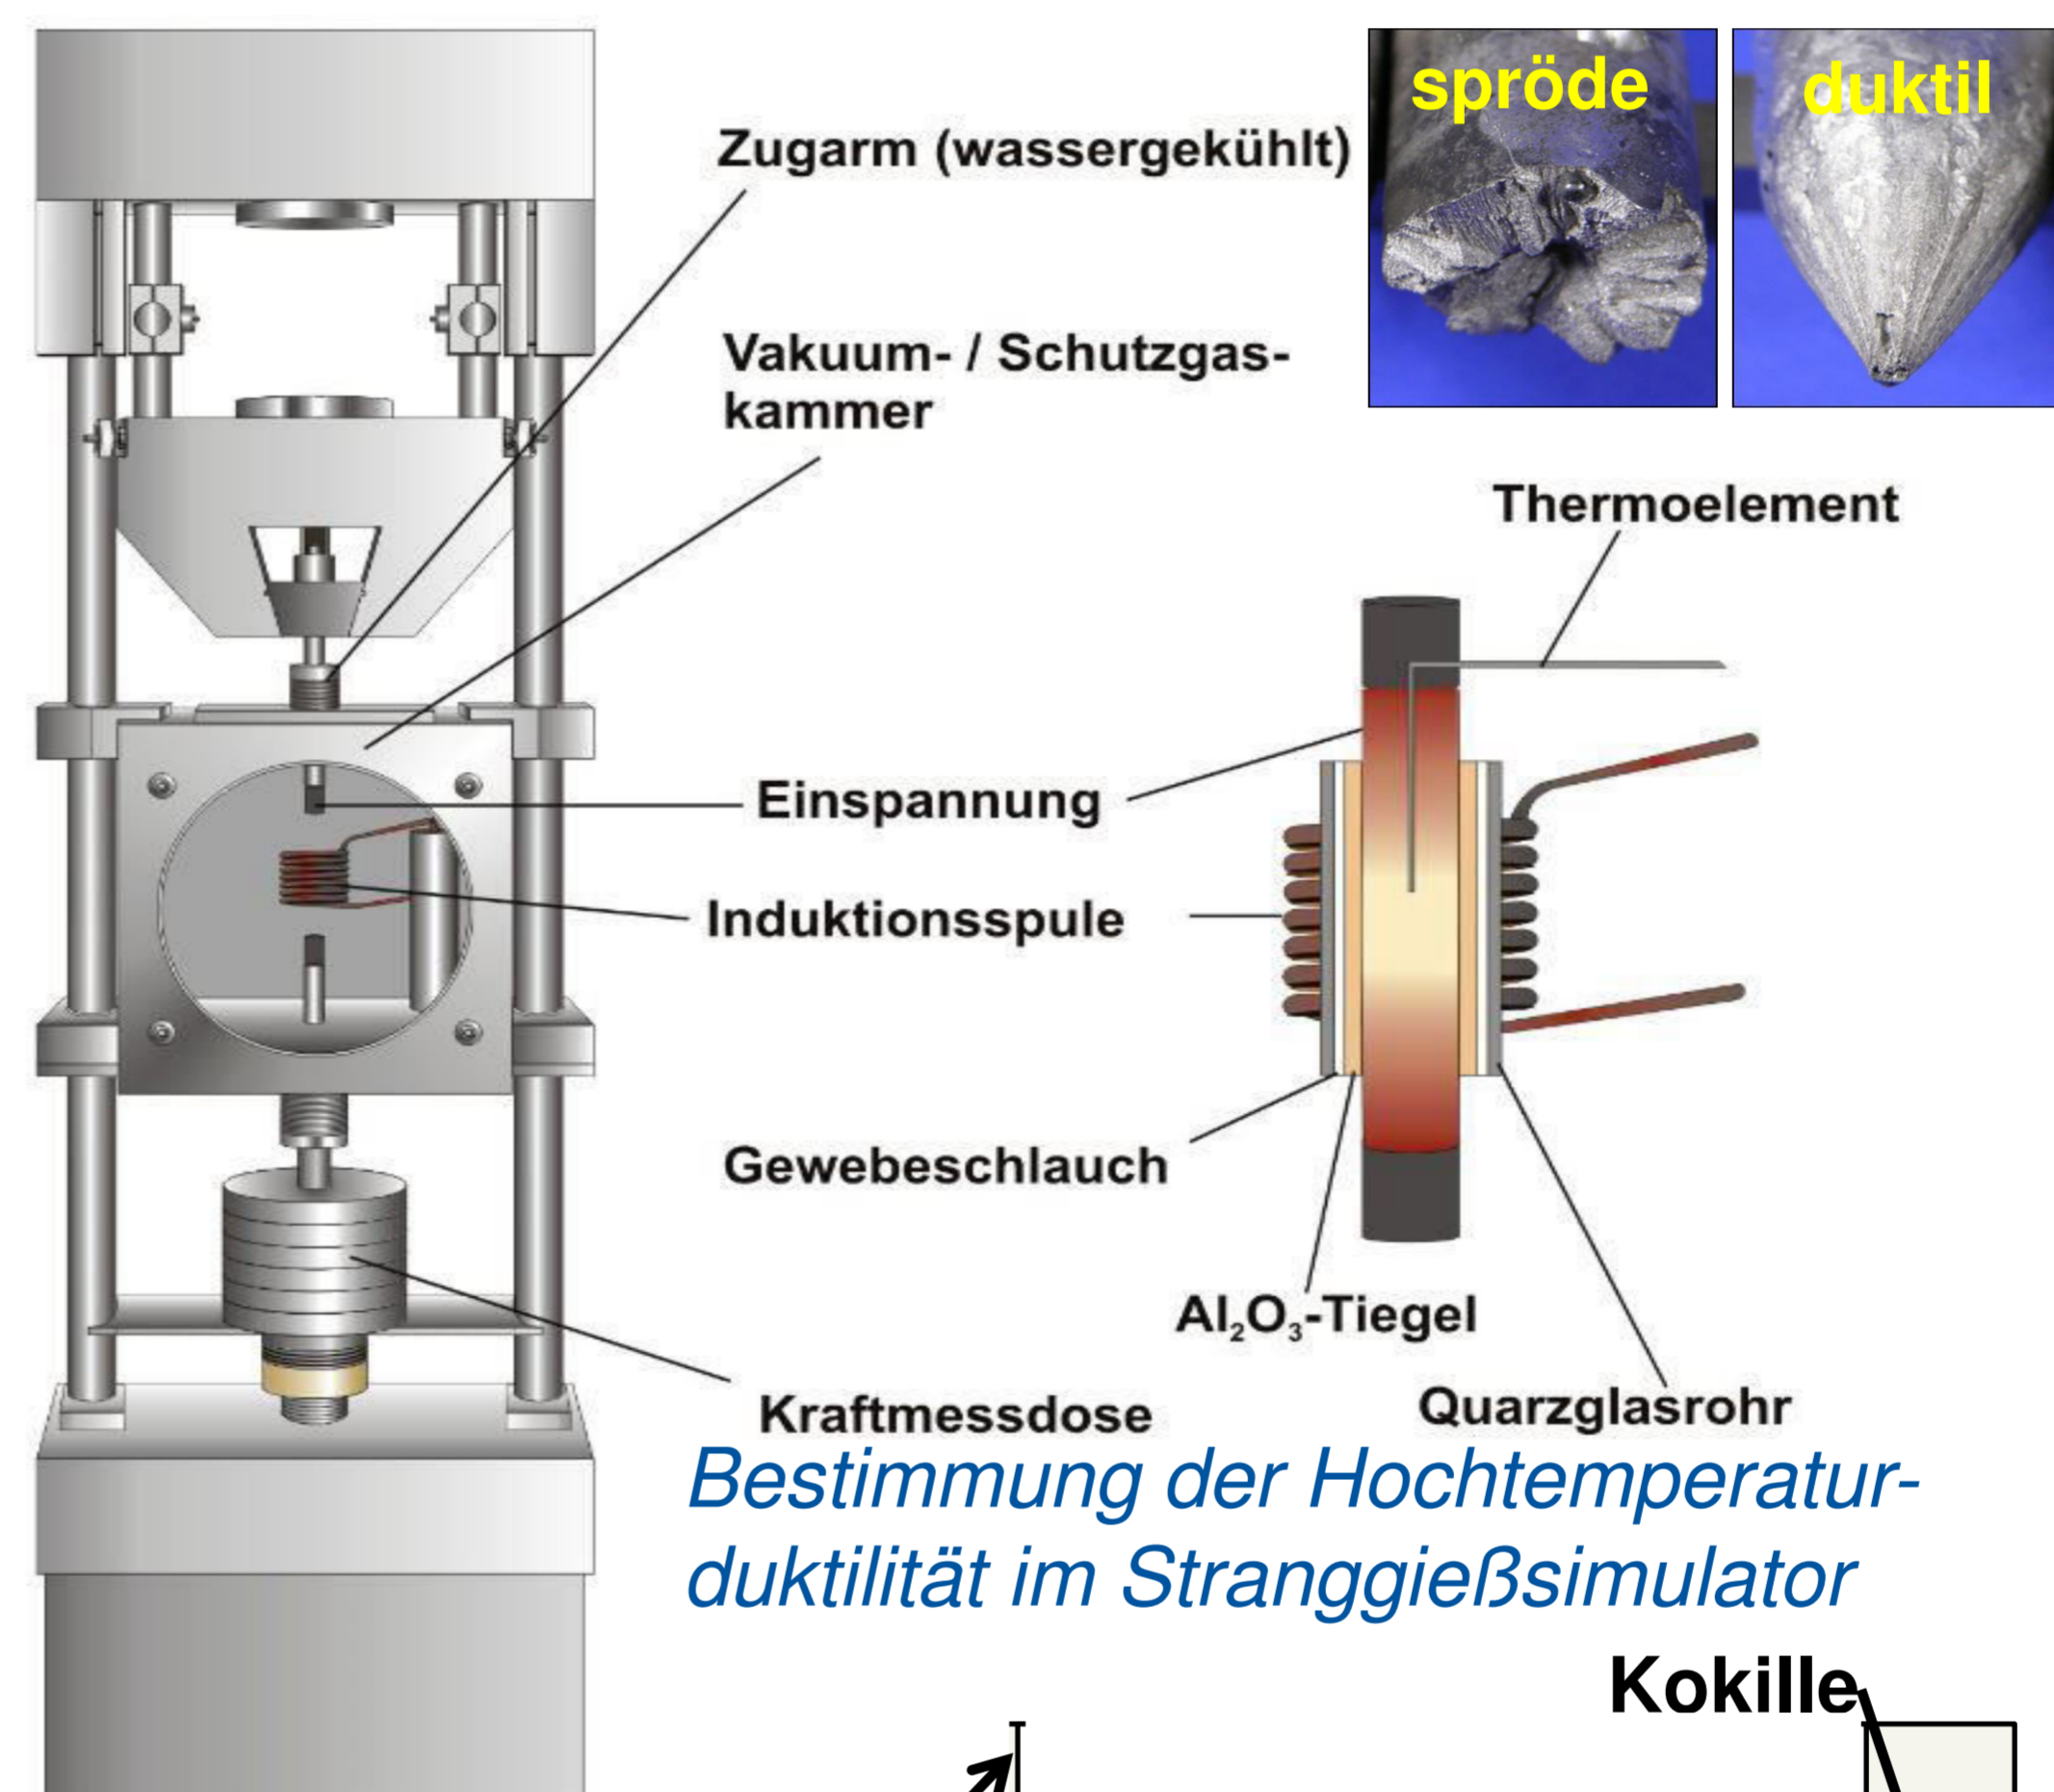 spröde
duktil
Zugarm (wassergekühlt)
Vakuum- / Schutzgas-
kammer
Thermoelement
Einspannung
Induktionsspule
Gewebeschlauch
Al₂O₃-Tiegel
Quarzglasrohr
Kraftmessdose
Bestimmung der Hochtemperatur-
duktilität im Stranggießsimulator
Kokille